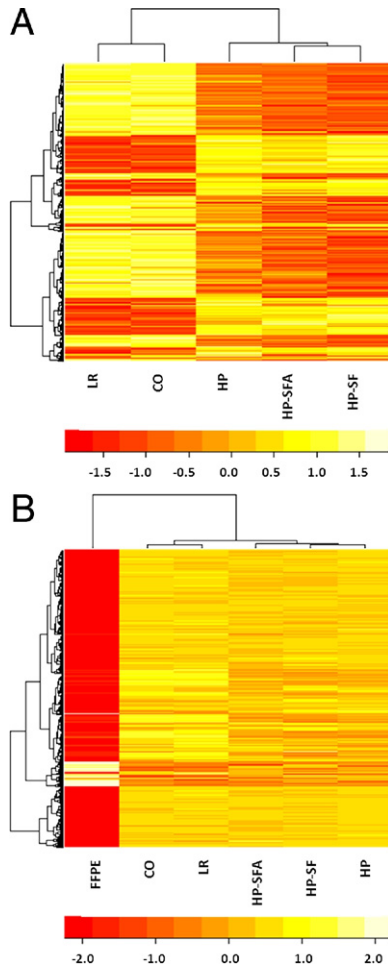 A
LR CO HP HP-SFA HP-SF
-1.5 -1.0 -0.5 0.0 0.5 1.0 1.5
B
FFPE CO LR HP-SFA HP-SF HP
-2.0 -1.0 0.0 1.0 2.0